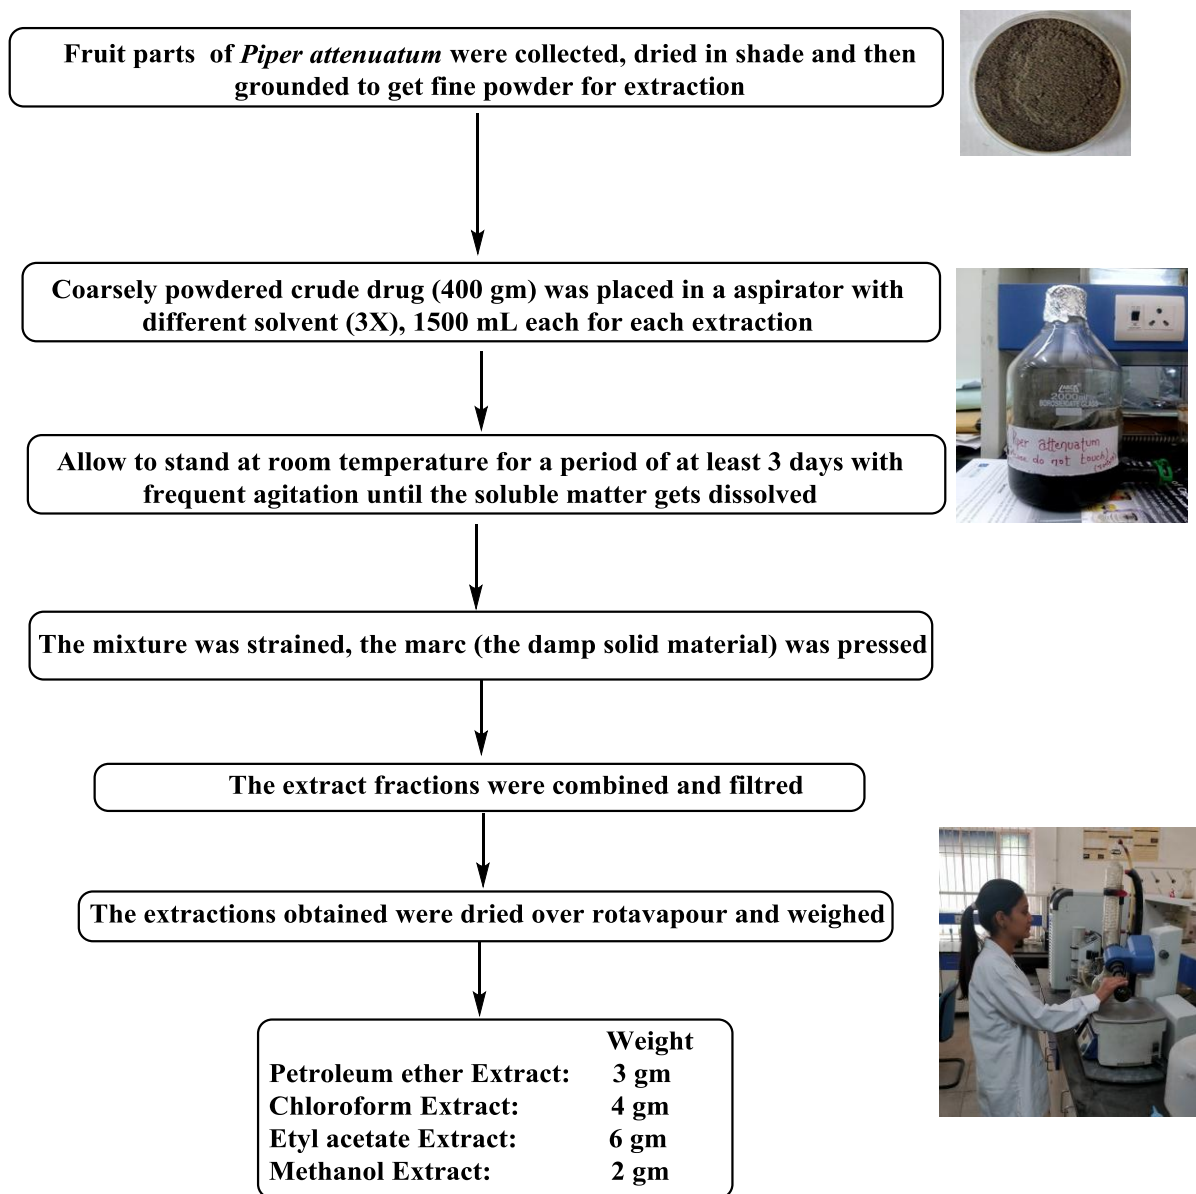 Fruit parts of Piper attenuatum were collected, dried in shade and then
grounded to get fine powder for extraction
Coarsely powdered crude drug (400 gm) was placed in a aspirator with
different solvent (3X), 1500 mL each for each extraction
2000
BOROSILICATE GLASS
Piper attenuatum
do not touch!
Allow to stand at room temperature for a period of at least 3 days with
frequent agitation until the soluble matter gets dissolved
The mixture was strained, the marc (the damp solid material) was pressed
The extract fractions were combined and filtred
The extractions obtained were dried over rotavapour and weighed
Weight
Petroleum ether Extract: 3 gm
Chloroform Extract: 4 gm
Etyl acetate Extract: 6 gm
Methanol Extract: 2 gm